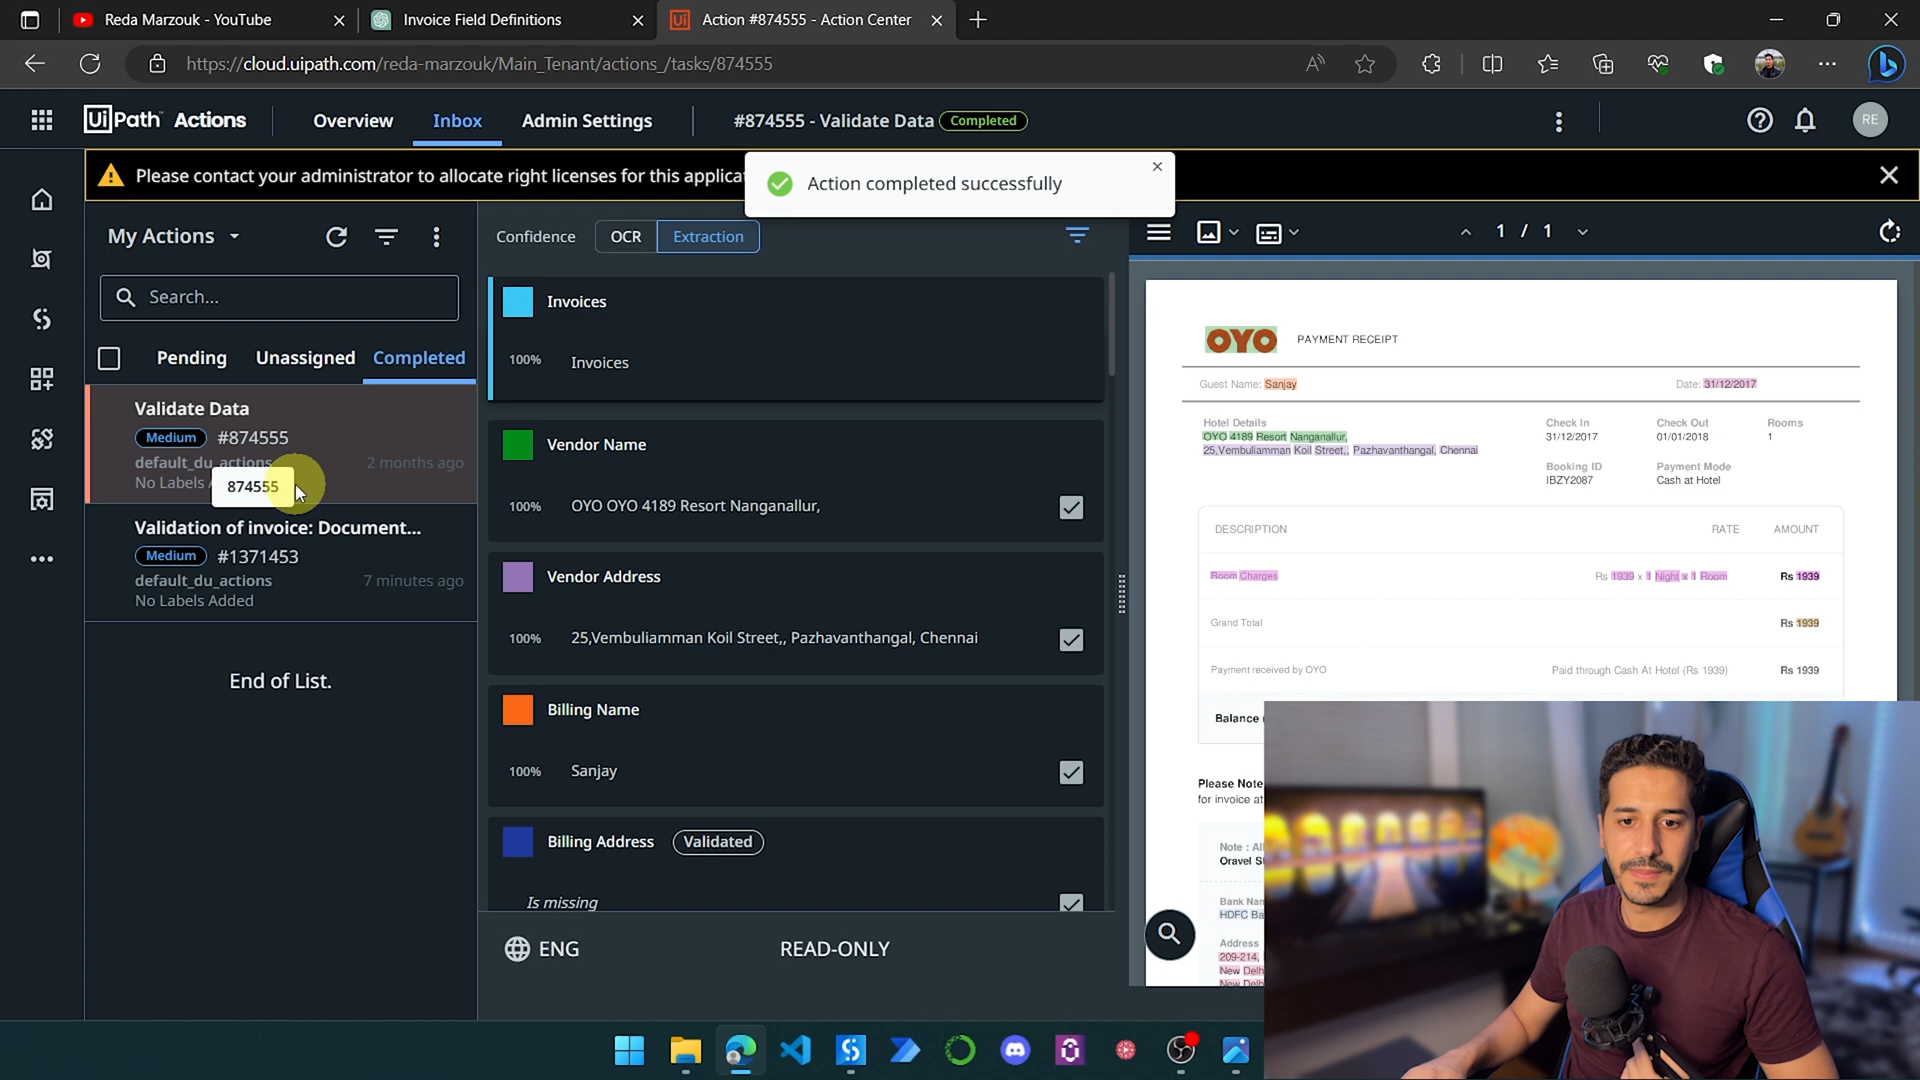 Reda Marzouk - YouTube
Invoice Field Definitions
Action #874555 - Action Center
https://cloud.uipath.com/reda-marzouk/Main_Tenant/actions_/tasks/874555
UiPath Actions
Overview
Inbox
Admin Settings
#874555 - Validate Data
Completed
RE
Please contact your administrator to allocate right licenses for this
Action completed successfully
My Actions
Confidence
OCR
Extraction
1 / 1
Search...
Pending
Unassigned
Completed
Validate Data
Medium
#874555
default_du_actions
2 months ago
No Labels
874555
Validation of invoice: Document...
Medium
#1371453
default_du_actions
7 minutes ago
No Labels Added
End of List.
Invoices
100%
Invoices
Vendor Name
100%
OYO OYO 4189 Resort Nanganallur,
Vendor Address
100%
25,Vembuliamman Koil Street,, Pazhavanthangal, Chennai
Billing Name
100%
Sanjay
Billing Address
Validated
Is missing
ENG
READ-ONLY
OYO
PAYMENT RECEIPT
Guest Name: Sanjay
Date: 31/12/2017
Hotel Details
OYO 4189 Resort Nanganallur,
25,Vembuliamman Koil Street,, Pazhavanthangal, Chennai
Check In
31/12/2017
Check Out
01/01/2018
Rooms
1
Booking ID
IBZY2087
Payment Mode
Cash at Hotel
DESCRIPTION
RATE
AMOUNT
Room Charges
Rs 1939 x 1 Night x 1 Room
Rs 1939
Grand Total
Rs 1939
Payment received by OYO
Paid through Cash At Hotel (Rs 1939)
Rs 1939
Balance
Please Note
for invoice at
Note : All
Oravel
Bank
HDFC
Address
209-214,
New
New